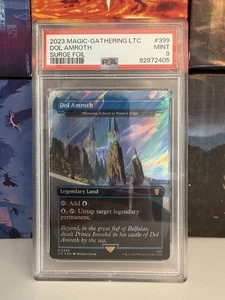 2023 MAGIC-GATHERING LTC #399
DOL AMROTH MINT
SURGE FOIL 9
PSA 92872405
Dol Amroth
Legendary Land
: Add
: Untap target legendary
permanent.
Beyond, in the great fief of Belfalas,
dwelt Prince Imrahil in his castle of Dol
Amroth by the sea.